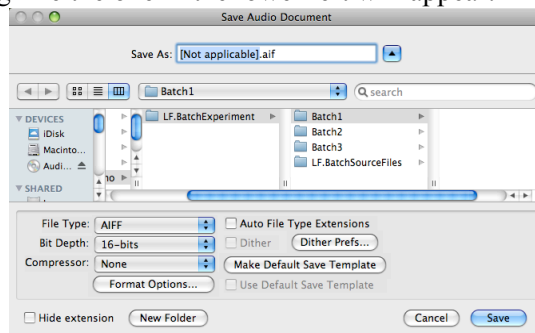 Save Audio Document
Save As: [Not applicable].aif
Batch1
search
DEVICES
iDisk
Macinto...
Audi...
SHARED
LF.BatchExperiment
Batch1
Batch2
Batch3
LF.BatchSourceFiles
File Type: AIFF
Auto File Type Extensions
Bit Depth: 16-bits
Dither
Dither Prefs...
Compressor: None
Make Default Save Template
Format Options...
Use Default Save Template
Hide extension
New Folder
Cancel
Save